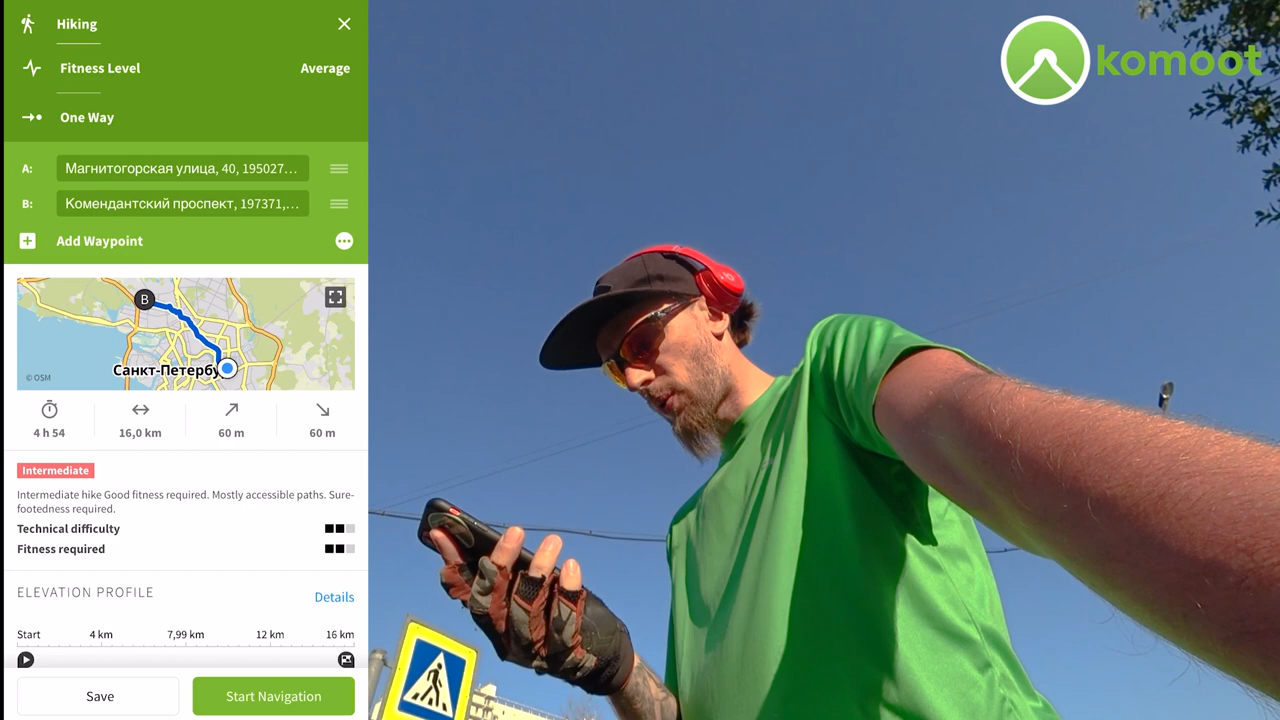 Hiking
Fitness Level
Average
One Way
A:
Магнитогорская улица, 40, 195027...
B:
Комендантский проспект, 197371,...
Add Waypoint
B
Санкт-Петербу
© OSM
4 h 54
16,0 km
60 m
60 m
Intermediate
Intermediate hike Good fitness required. Mostly accessible paths. Sure-
footedness required.
Technical difficulty
Fitness required
ELEVATION PROFILE
Details
Start
4 km
7,99 km
12 km
16 km
Save
Start Navigation
komoot